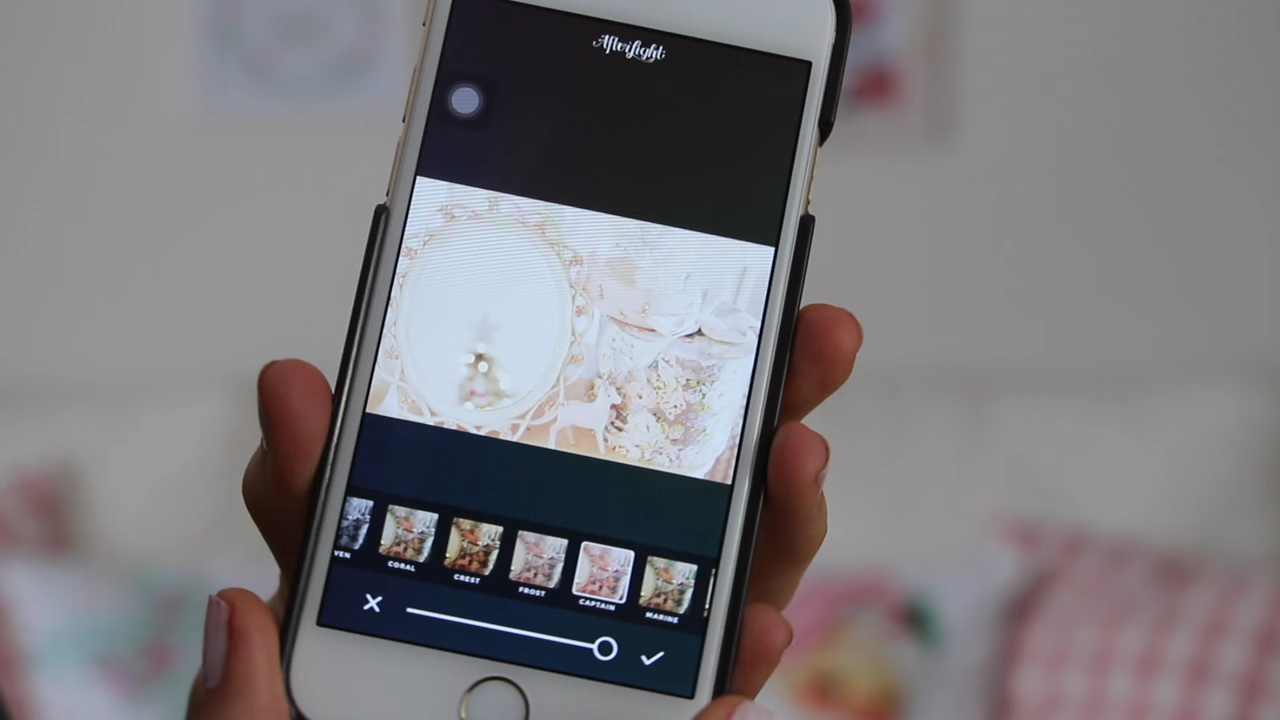 Afterlight
VEN
CORAL
CREST
FROST
CAPTAIN
MARINE